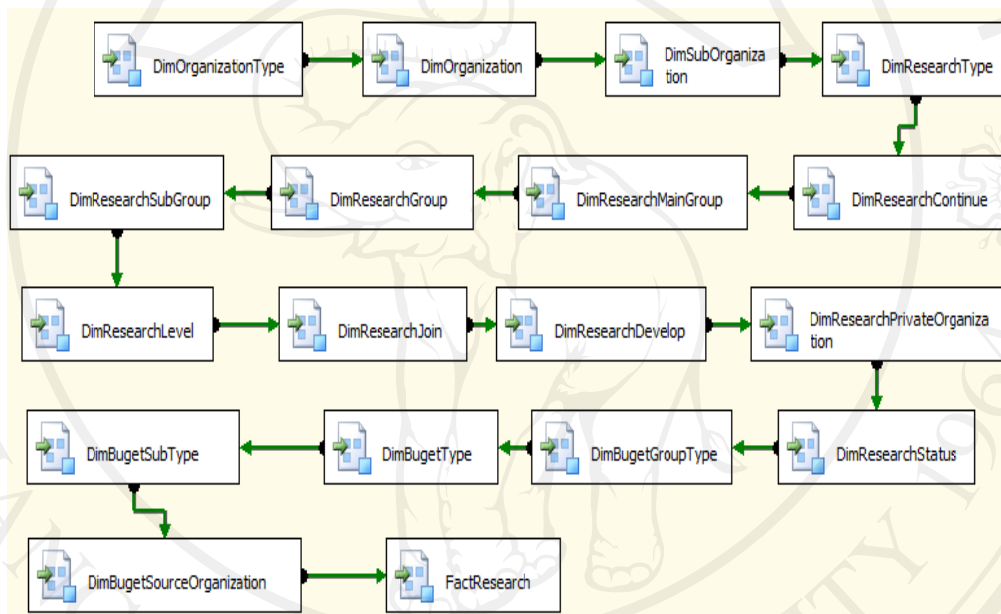 DimOrganizationType
DimOrganization
DimSubOrganiza
tion
DimResearchType
DimResearchSubGroup
DimResearchGroup
DimResearchMainGroup
DimResearchContinue
DimResearchLevel
DimResearchJoin
DimResearchDevelop
DimResearchPrivateOrganiza
tion
DimBugetSubType
DimBugetType
DimBugetGroupType
DimResearchStatus
DimBugetSourceOrganization
FactResearch